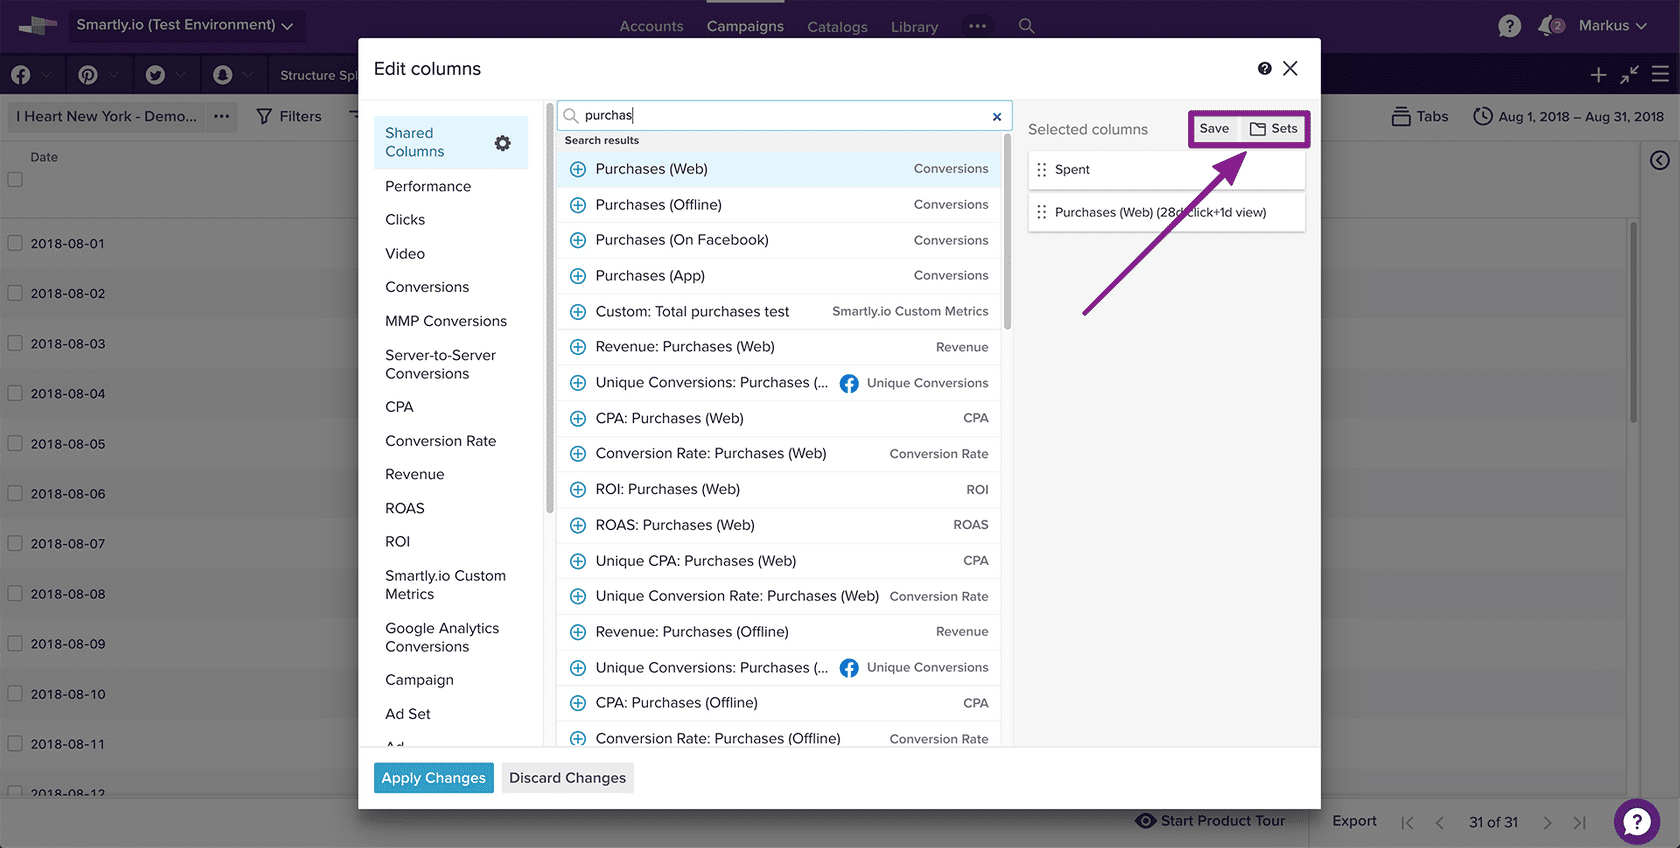 Smartly.io (Test Environment)
Accounts
Campaigns
Catalogs
Library
2
Markus
Structure Spl
I Heart New York - Demo...
Filters
Tabs
Aug 1, 2018 – Aug 31, 2018
Date
2018-08-01
2018-08-02
2018-08-03
2018-08-04
2018-08-05
2018-08-06
2018-08-07
2018-08-08
2018-08-09
2018-08-10
2018-08-11
2018-08-12
Edit columns
Shared
Columns
Performance
Clicks
Video
Conversions
MMP Conversions
Server-to-Server
Conversions
CPA
Conversion Rate
Revenue
ROAS
ROI
Smartly.io Custom
Metrics
Google Analytics
Conversions
Campaign
Ad Set
Ad
purchas
Search results
Purchases (Web) Conversions
Purchases (Offline) Conversions
Purchases (On Facebook) Conversions
Purchases (App) Conversions
Custom: Total purchases test Smartly.io Custom Metrics
Revenue: Purchases (Web) Revenue
Unique Conversions: Purchases (... Unique Conversions
CPA: Purchases (Web) CPA
Conversion Rate: Purchases (Web) Conversion Rate
ROI: Purchases (Web) ROI
ROAS: Purchases (Web) ROAS
Unique CPA: Purchases (Web) CPA
Unique Conversion Rate: Purchases (Web) Conversion Rate
Revenue: Purchases (Offline) Revenue
Unique Conversions: Purchases (... Unique Conversions
CPA: Purchases (Offline) CPA
Conversion Rate: Purchases (Offline) Conversion Rate
Selected columns
Save
Sets
Spent
Purchases (Web) (28d click+1d view)
Apply Changes
Discard Changes
Start Product Tour
Export
31 of 31